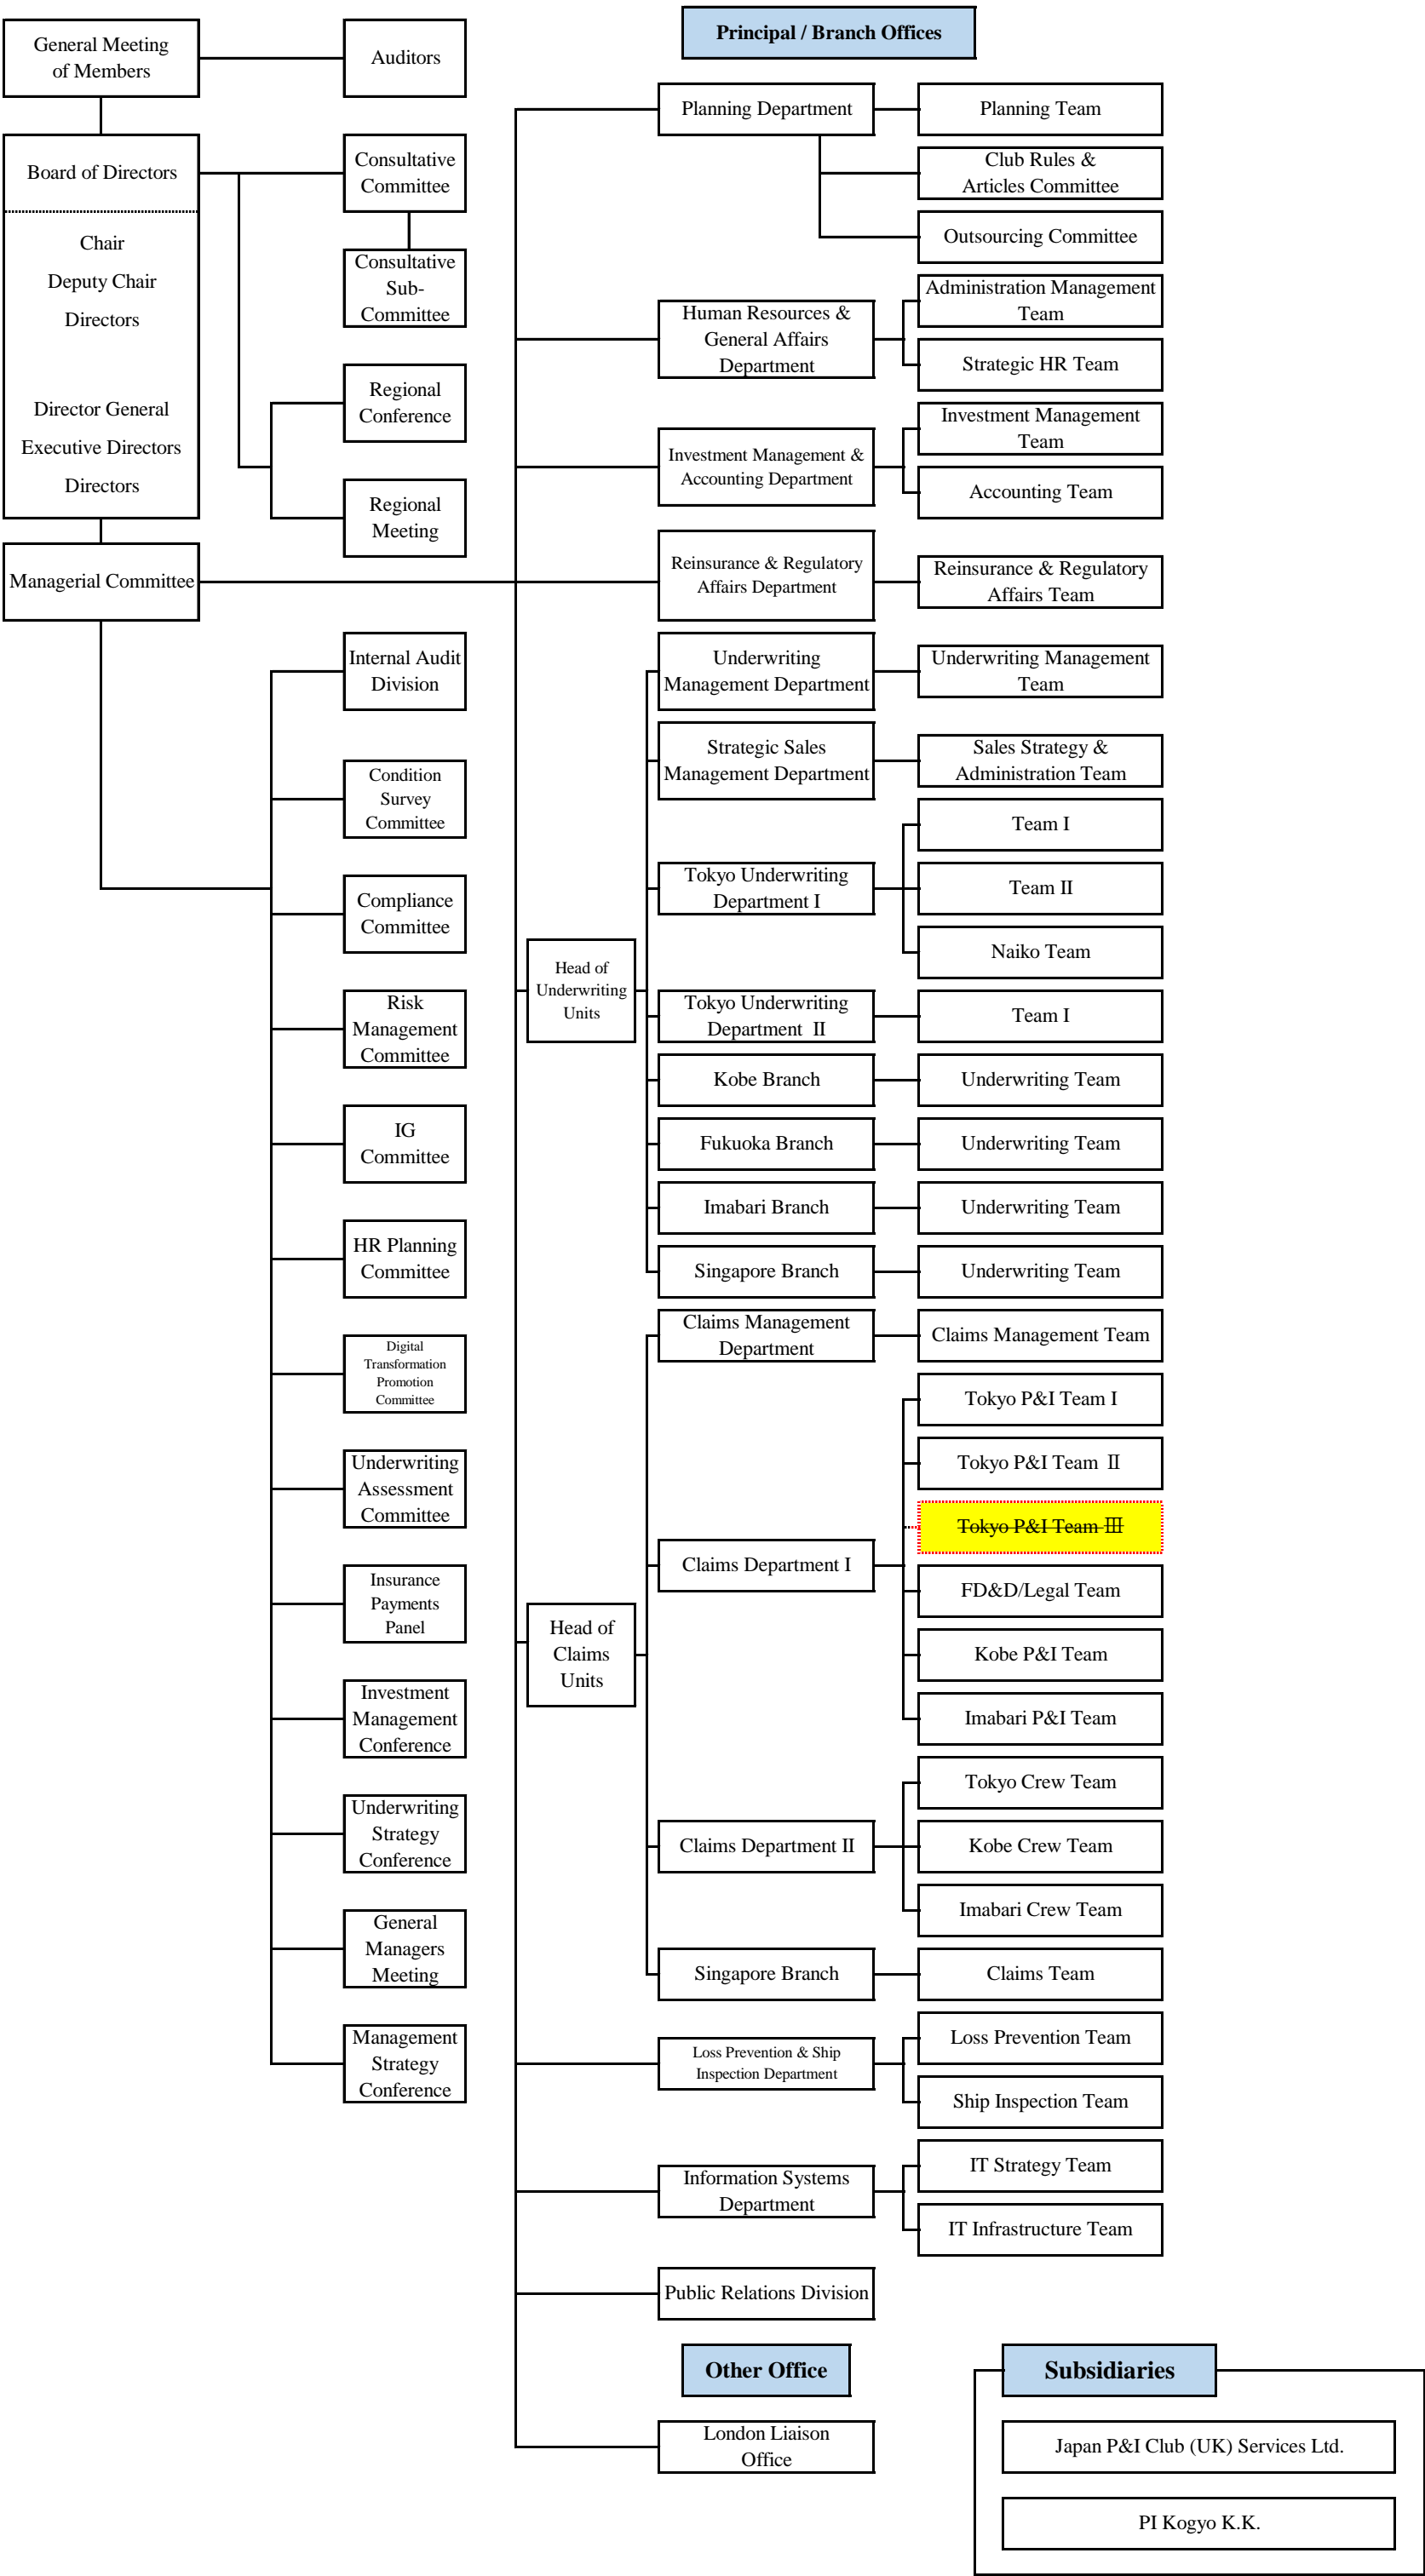 General Meeting
of Members
Auditors
Board of Directors
Chair
Deputy Chair
Directors
Director General
Executive Directors
Directors
Managerial Committee
Consultative
Committee
Consultative
Sub-
Committee
Regional
Conference
Regional
Meeting
Internal Audit
Division
Condition
Survey
Committee
Compliance
Committee
Risk
Management
Committee
IG
Committee
HR Planning
Committee
Digital
Transformation
Promotion
Committee
Underwriting
Assessment
Committee
Insurance
Payments
Panel
Investment
Management
Conference
Underwriting
Strategy
Conference
General
Managers
Meeting
Management
Strategy
Conference
Principal / Branch Offices
Planning Department
Planning Team
Club Rules &
Articles Committee
Outsourcing Committee
Human Resources &
General Affairs
Department
Administration Management
Team
Strategic HR Team
Investment Management &
Accounting Department
Investment Management
Team
Accounting Team
Reinsurance & Regulatory
Affairs Department
Reinsurance & Regulatory
Affairs Team
Head of
Underwriting
Units
Underwriting
Management Department
Underwriting Management
Team
Strategic Sales
Management Department
Sales Strategy &
Administration Team
Tokyo Underwriting
Department I
Team I
Team II
Naiko Team
Tokyo Underwriting
Department II
Team I
Kobe Branch
Underwriting Team
Fukuoka Branch
Underwriting Team
Imabari Branch
Underwriting Team
Singapore Branch
Underwriting Team
Head of
Claims
Units
Claims Management
Department
Claims Management Team
Claims Department I
Tokyo P&I Team I
Tokyo P&I Team Ⅱ
Tokyo P&I Team Ⅲ
FD&D/Legal Team
Kobe P&I Team
Imabari P&I Team
Claims Department II
Tokyo Crew Team
Kobe Crew Team
Imabari Crew Team
Singapore Branch
Claims Team
Loss Prevention & Ship
Inspection Department
Loss Prevention Team
Ship Inspection Team
Information Systems
Department
IT Strategy Team
IT Infrastructure Team
Public Relations Division
Other Office
London Liaison
Office
Subsidiaries
Japan P&I Club (UK) Services Ltd.
PI Kogyo K.K.